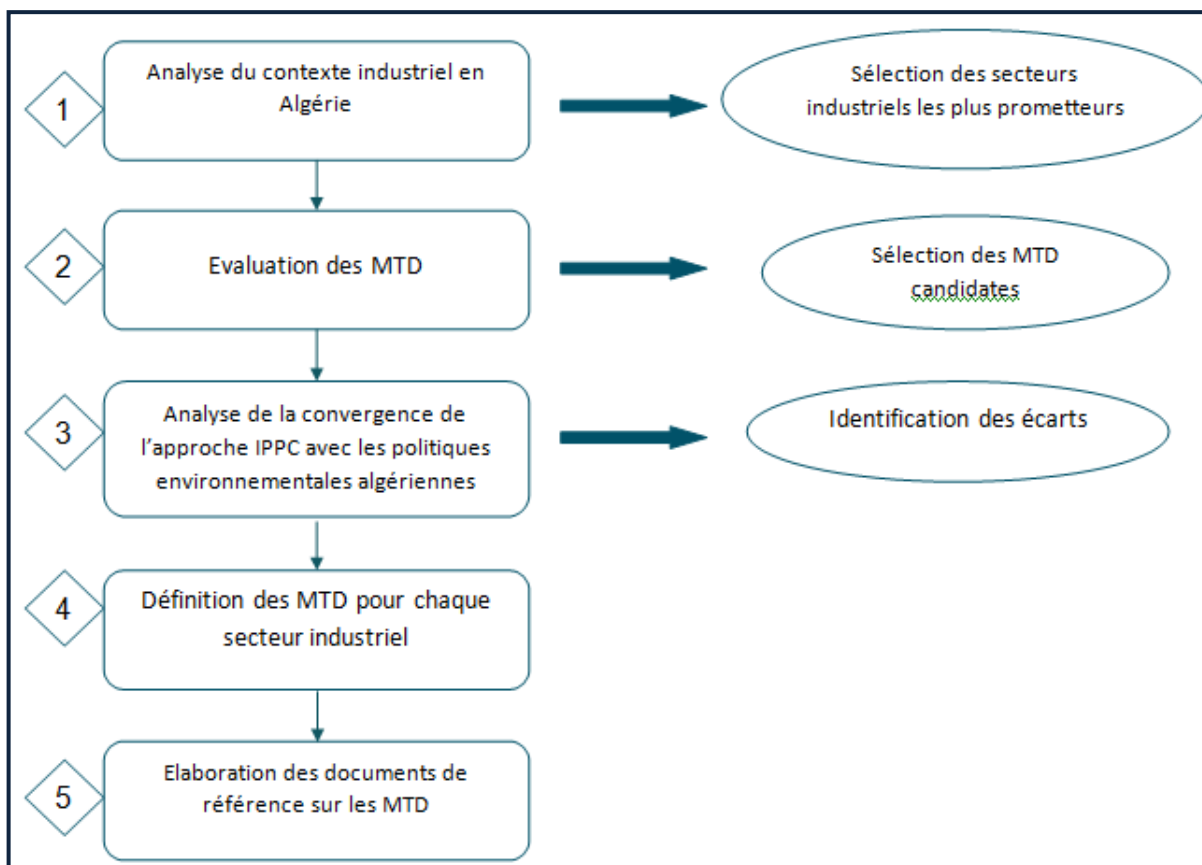 1
Analyse du contexte industriel en
Algérie
Sélection des secteurs
industriels les plus prometteurs
2
Evaluation des MTD
Sélection des MTD
candidates
3
Analyse de la convergence de
l'approche IPPC avec les politiques
environnementales algériennes
Identification des écarts
4
Définition des MTD pour chaque
secteur industriel
5
Elaboration des documents de
référence sur les MTD